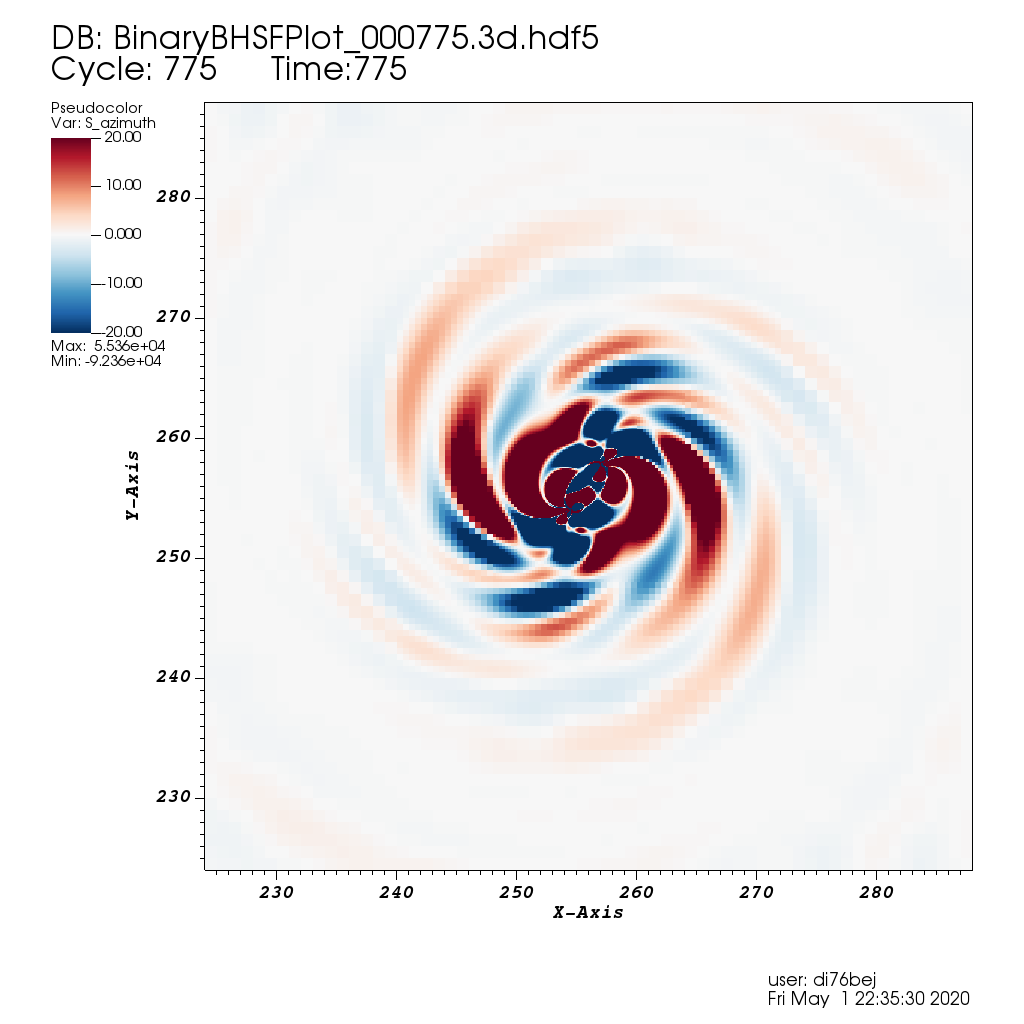 DB: BinaryBHSFPlot_000775.3d.hdf5
Cycle: 775 Time:775
Pseudocolor
Var: S_azimuth
20.00
10.00
0.000
-10.00
-20.00
Max: 5.536e+04
Min: -9.236e+04
280
270
260
250
240
230
Y-Axis
230 240 250 260 270 280
X-Axis
user: di76bej
Fri May 1 22:35:30 2020